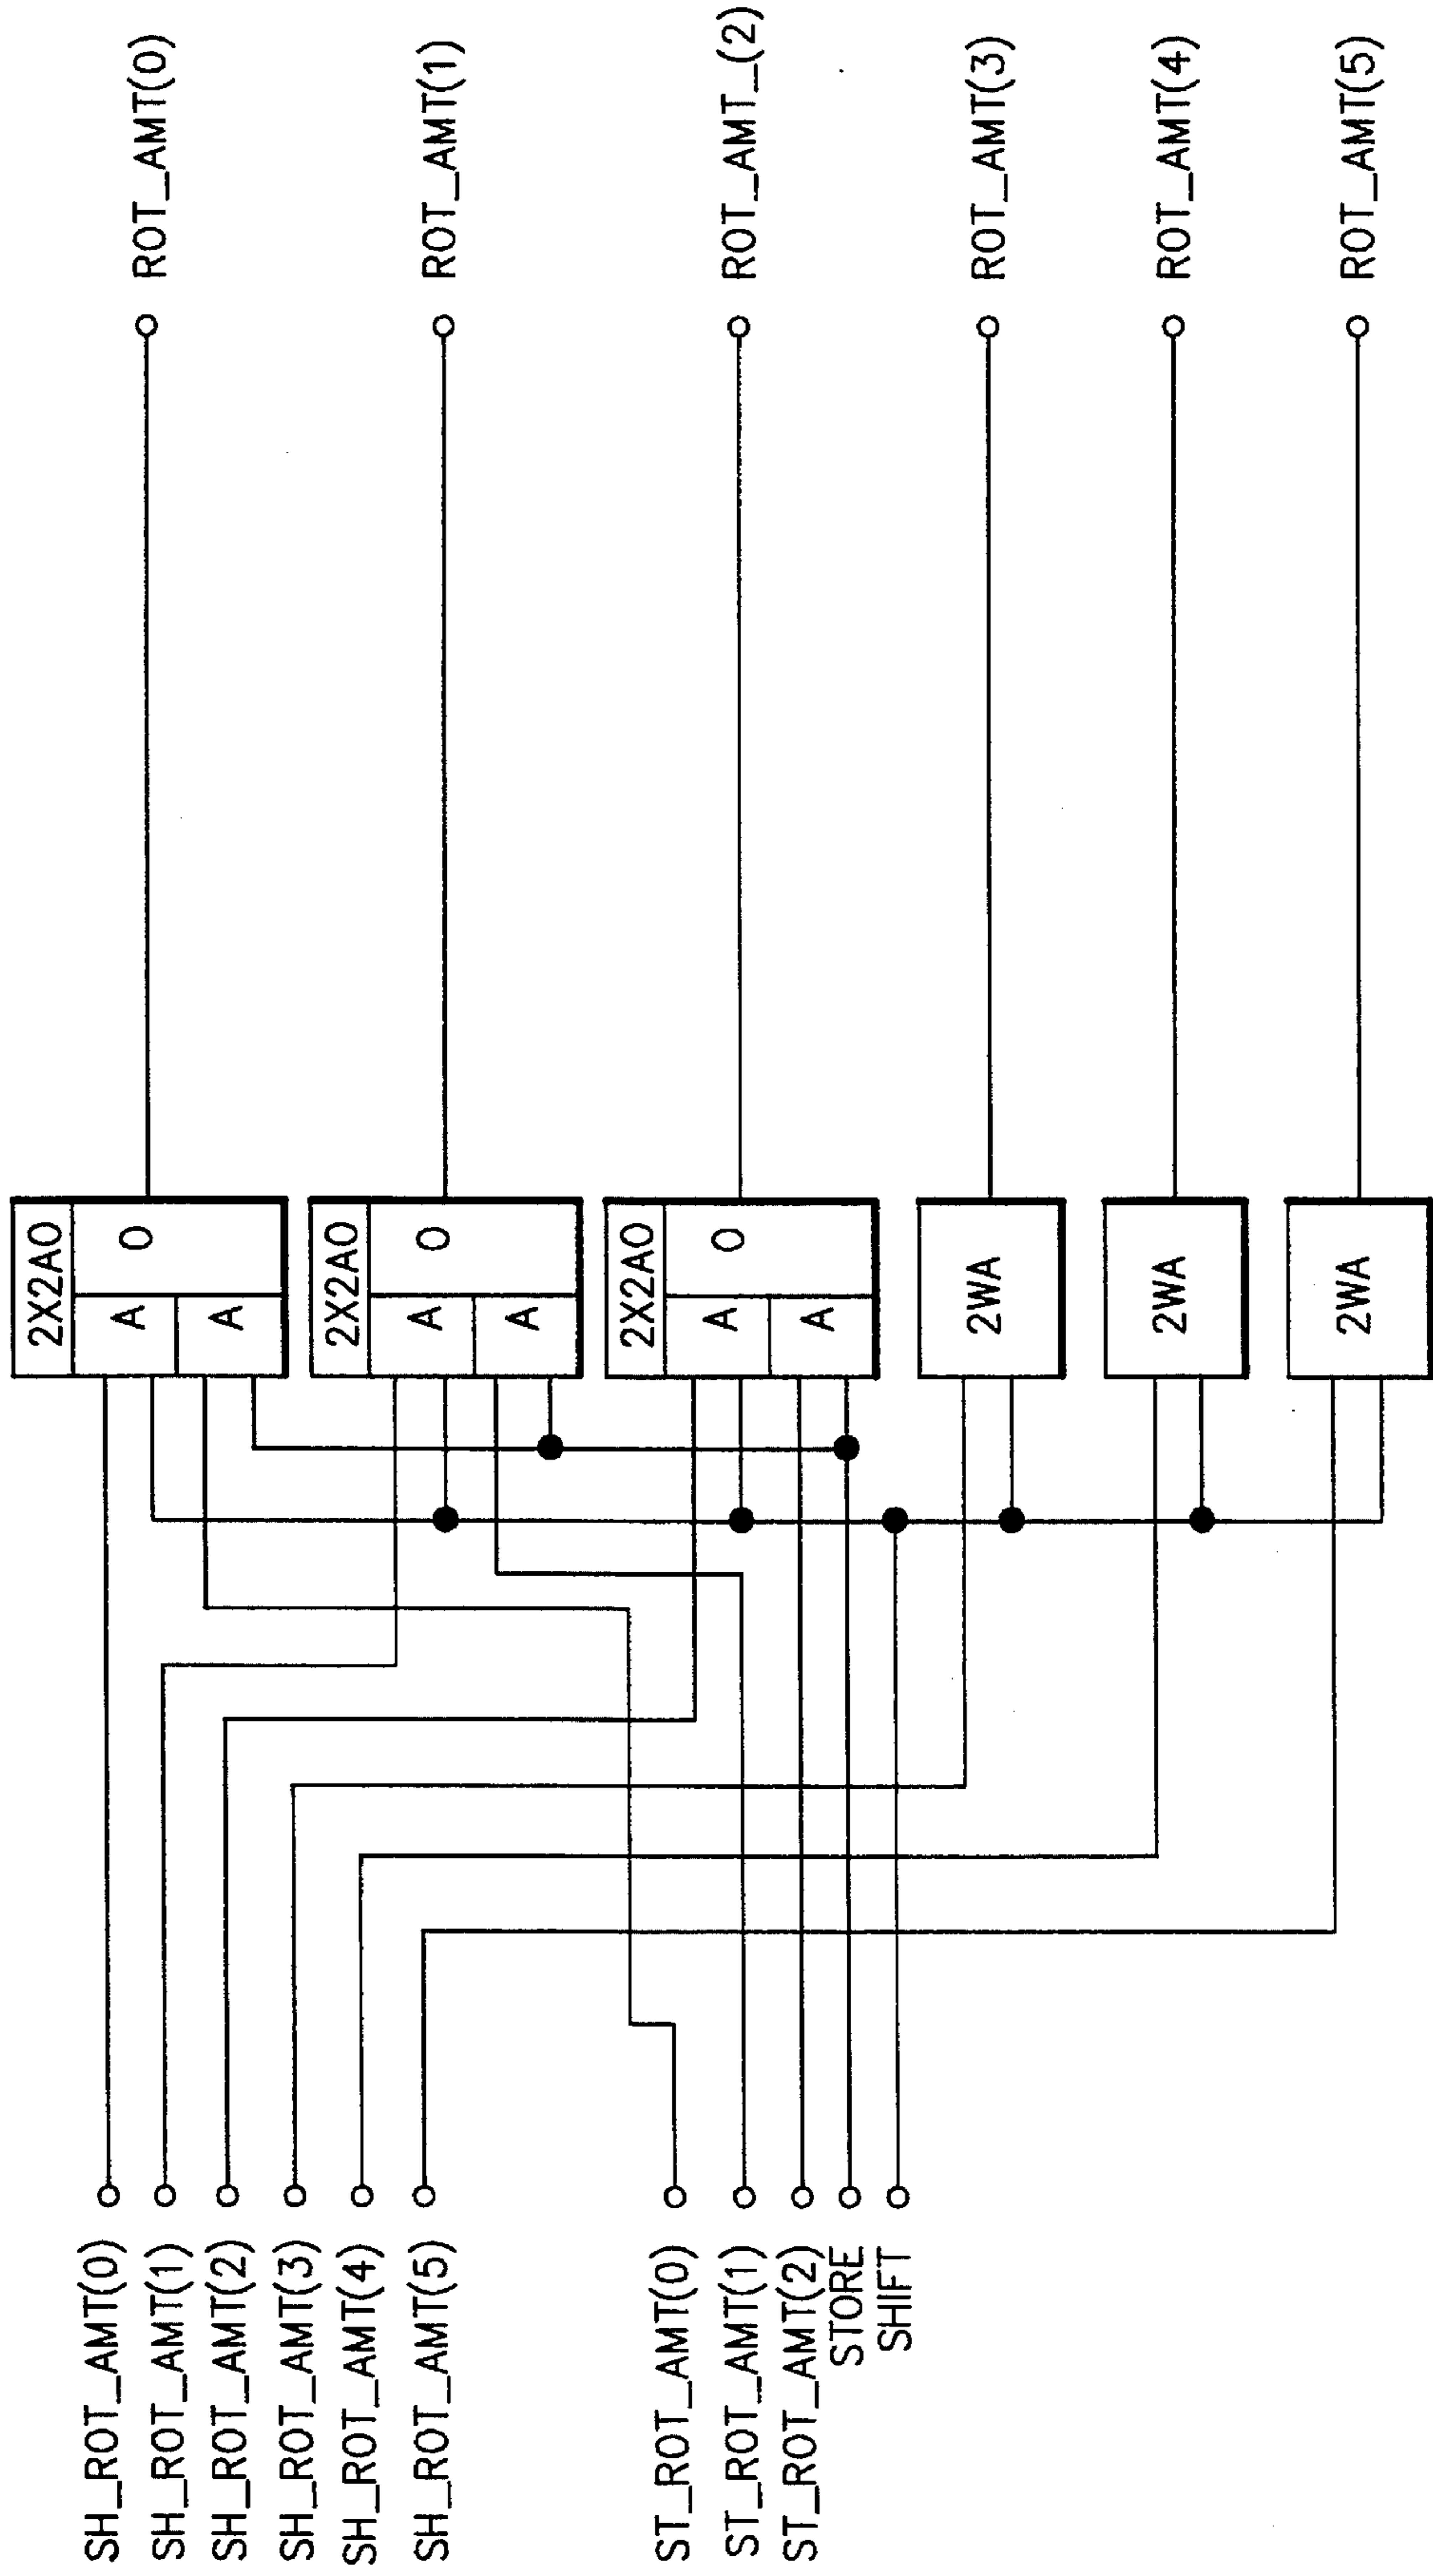 SH_ROT_AMT(0)
SH_ROT_AMT(1)
SH_ROT_AMT(2)
SH_ROT_AMT(3)
SH_ROT_AMT(4)
SH_ROT_AMT(5)
ST_ROT_AMT(0)
ST_ROT_AMT(1)
ST_ROT_AMT(2)
STORE
SHIFT
2X2AO
A
A
O
2X2AO
A
A
O
2X2AO
A
A
O
2WA
2WA
2WA
ROT_AMT(0)
ROT_AMT(1)
ROT_AMT_(2)
ROT_AMT(3)
ROT_AMT(4)
ROT_AMT(5)